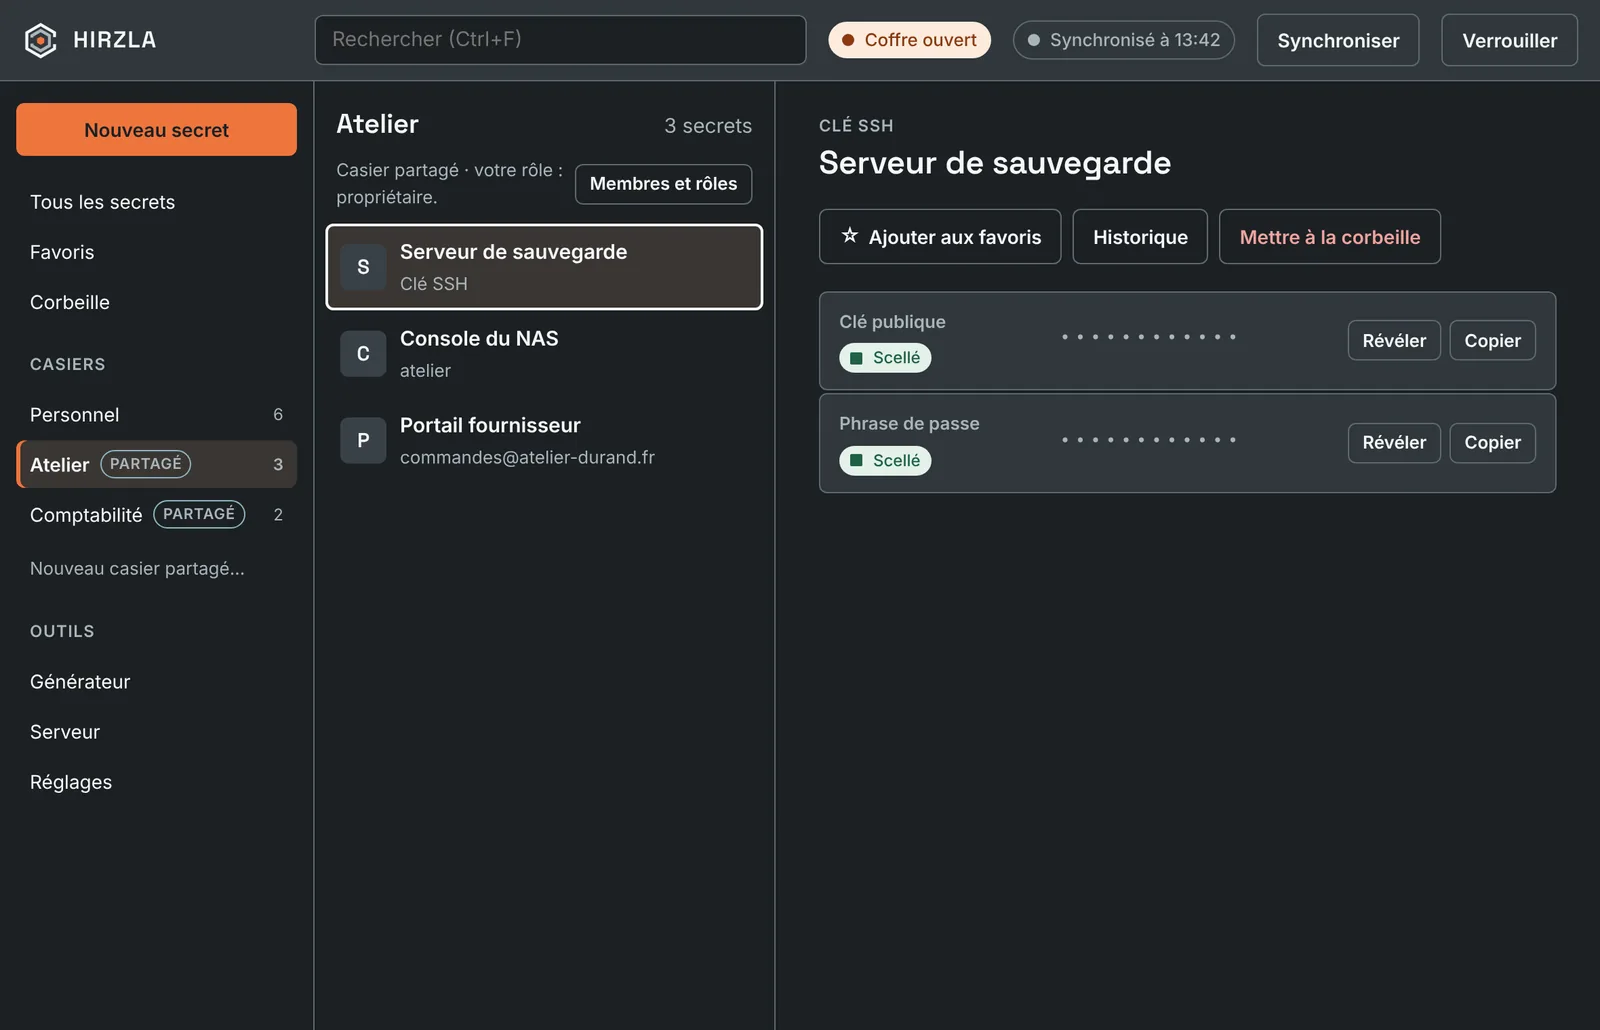 HIRZLA
Rechercher (Ctrl+F)
Coffre ouvert
Synchronisé à 13:42
Synchroniser
Verrouiller
Nouveau secret
Tous les secrets
Favoris
Corbeille
CASIERS
Personnel 6
Atelier PARTAGÉ 3
Comptabilité PARTAGÉ 2
Nouveau casier partagé...
OUTILS
Générateur
Serveur
Réglages
Atelier
3 secrets
Casier partagé · votre rôle :
propriétaire.
Membres et rôles
S
Serveur de sauvegarde
Clé SSH
C
Console du NAS
atelier
P
Portail fournisseur
commandes@atelier-durand.fr
CLÉ SSH
Serveur de sauvegarde
☆ Ajouter aux favoris
Historique
Mettre à la corbeille
Clé publique
Scellé
• • • • • • • • • • • •
Révéler
Copier
Phrase de passe
Scellé
• • • • • • • • • • • •
Révéler
Copier